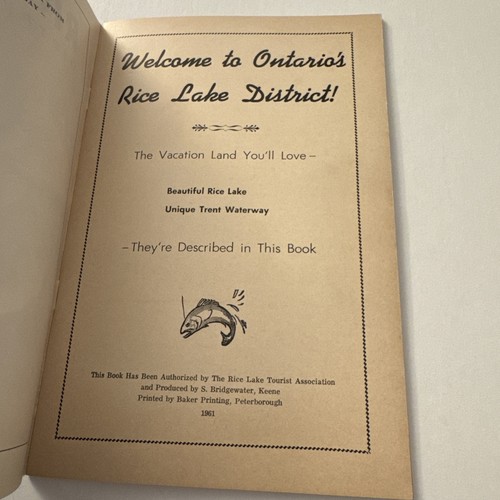 Welcome to Ontario's
Rice Lake District!
The Vacation Land You'll Love —
Beautiful Rice Lake
Unique Trent Waterway
— They're Described in This Book
This Book Has Been Authorized by The Rice Lake Tourist Association
and Produced by S. Bridgewater, Keene
Printed by Baker Printing, Peterborough
1961